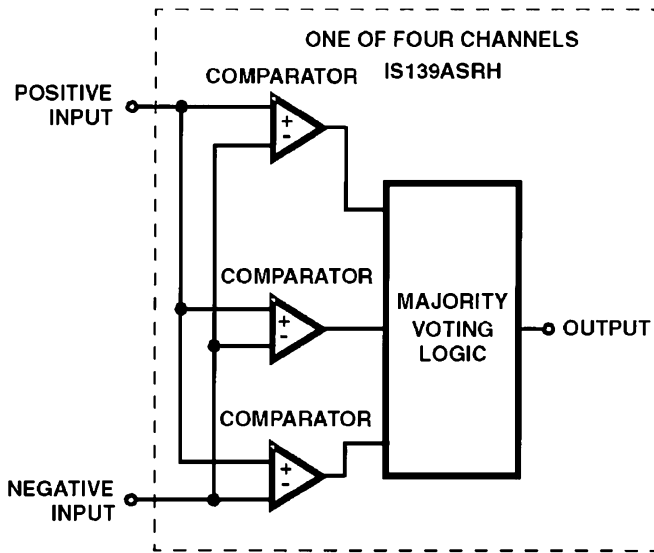 ONE OF FOUR CHANNELS
IS139ASRH
COMPARATOR
POSITIVE
INPUT
+
-
COMPARATOR
+
-
MAJORITY
VOTING
LOGIC
OUTPUT
COMPARATOR
+
-
NEGATIVE
INPUT